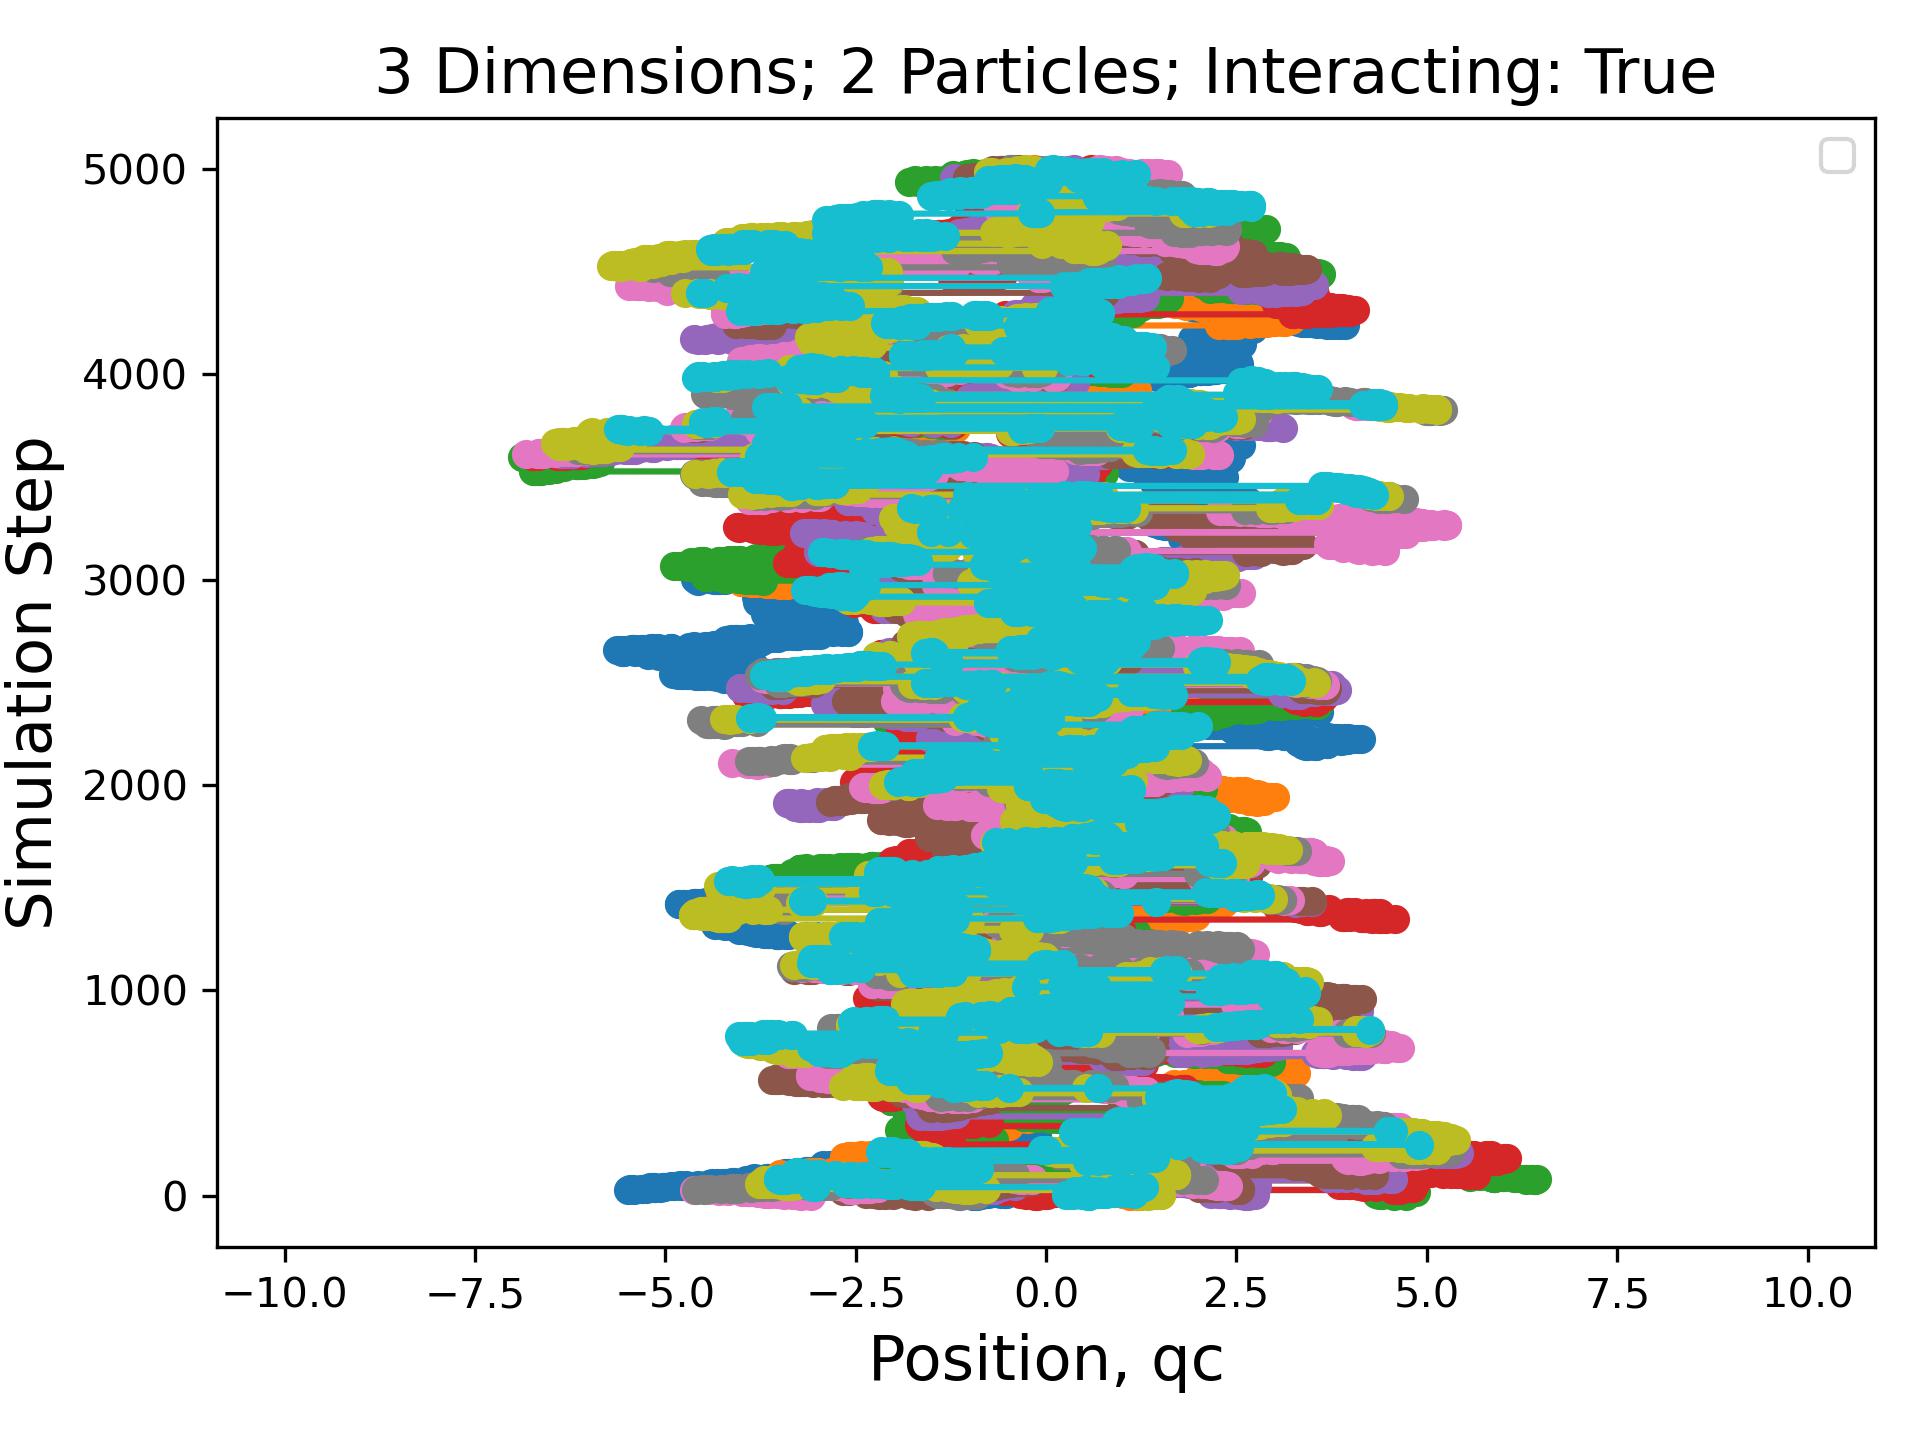 3 Dimensions; 2 Particles; Interacting: True
Simulation Step
5000
4000
3000
2000
1000
0
−10.0 −7.5 −5.0 −2.5 0.0 2.5 5.0 7.5 10.0
Position, qc